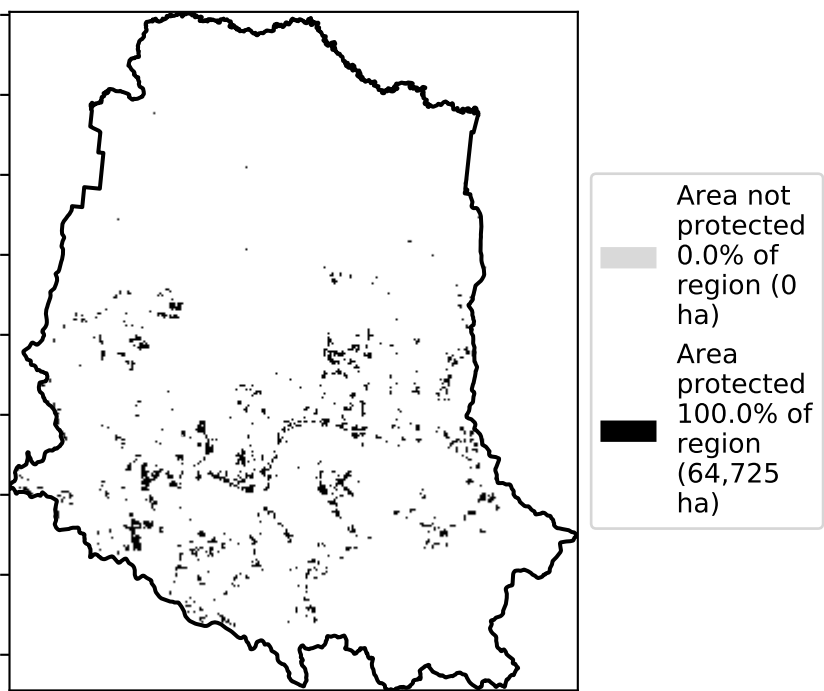 Area not
protected
0.0% of
region (0
ha)
Area
protected
100.0% of
region
(64,725
ha)